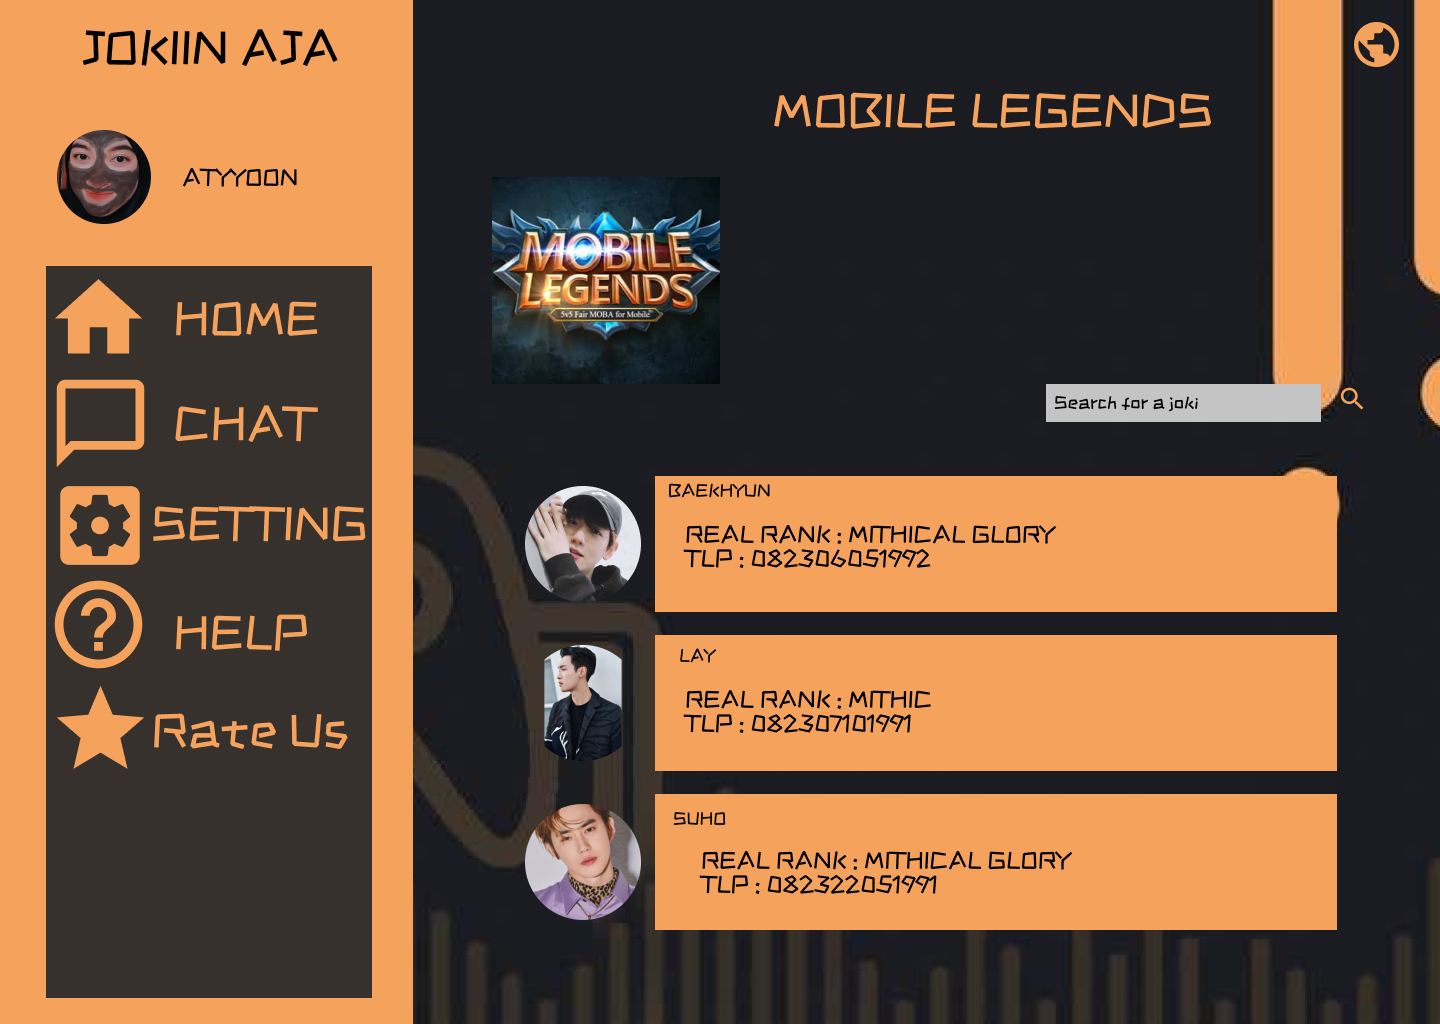 JOKIIN AJA
ATYYOON
HOME
CHAT
SETTING
HELP
Rate Us
MOBILE LEGENDS
MOBILE
LEGENDS
5v5 Fair MOBA for Mobile
Search for a joki
BAEKHYUN
REAL RANK : MITHICAL GLORY
TLP : 082306051992
LAY
REAL RANK : MITHIC
TLP : 082307101991
SUHO
REAL RANK : MITHICAL GLORY
TLP : 082322051991